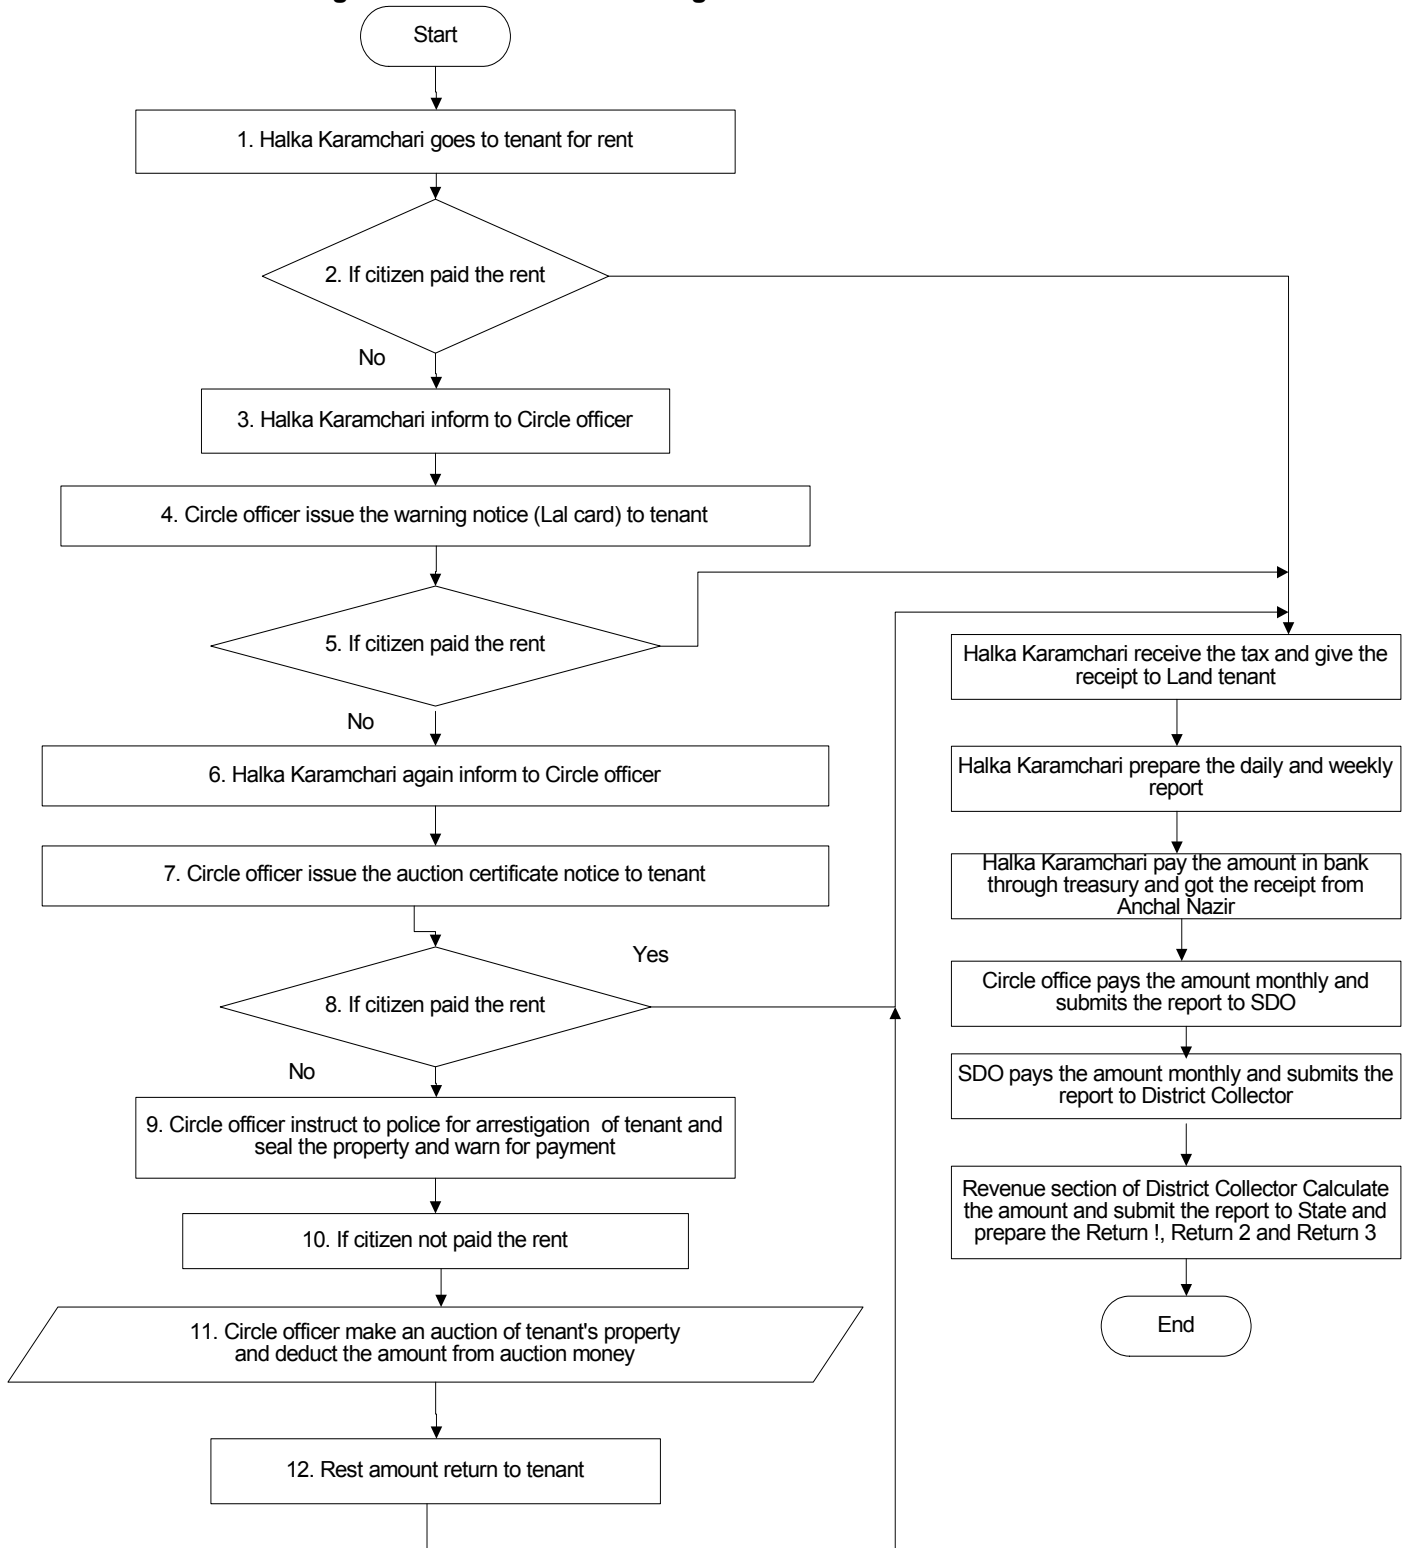 Start
1. Halka Karamchari goes to tenant for rent
2. If citizen paid the rent
No
3. Halka Karamchari inform to Circle officer
4. Circle officer issue the warning notice (Lal card) to tenant
5. If citizen paid the rent
No
6. Halka Karamchari again inform to Circle officer
7. Circle officer issue the auction certificate notice to tenant
Yes
8. If citizen paid the rent
No
9. Circle officer instruct to police for arrestigation of tenant and
seal the property and warn for payment
10. If citizen not paid the rent
11. Circle officer make an auction of tenant's property
and deduct the amount from auction money
12. Rest amount return to tenant
Halka Karamchari receive the tax and give the
receipt to Land tenant
Halka Karamchari prepare the daily and weekly
report
Halka Karamchari pay the amount in bank
through treasury and got the receipt from
Anchal Nazir
Circle office pays the amount monthly and
submits the report to SDO
SDO pays the amount monthly and submits the
report to District Collector
Revenue section of District Collector Calculate
the amount and submit the report to State and
prepare the Return !, Return 2 and Return 3
End